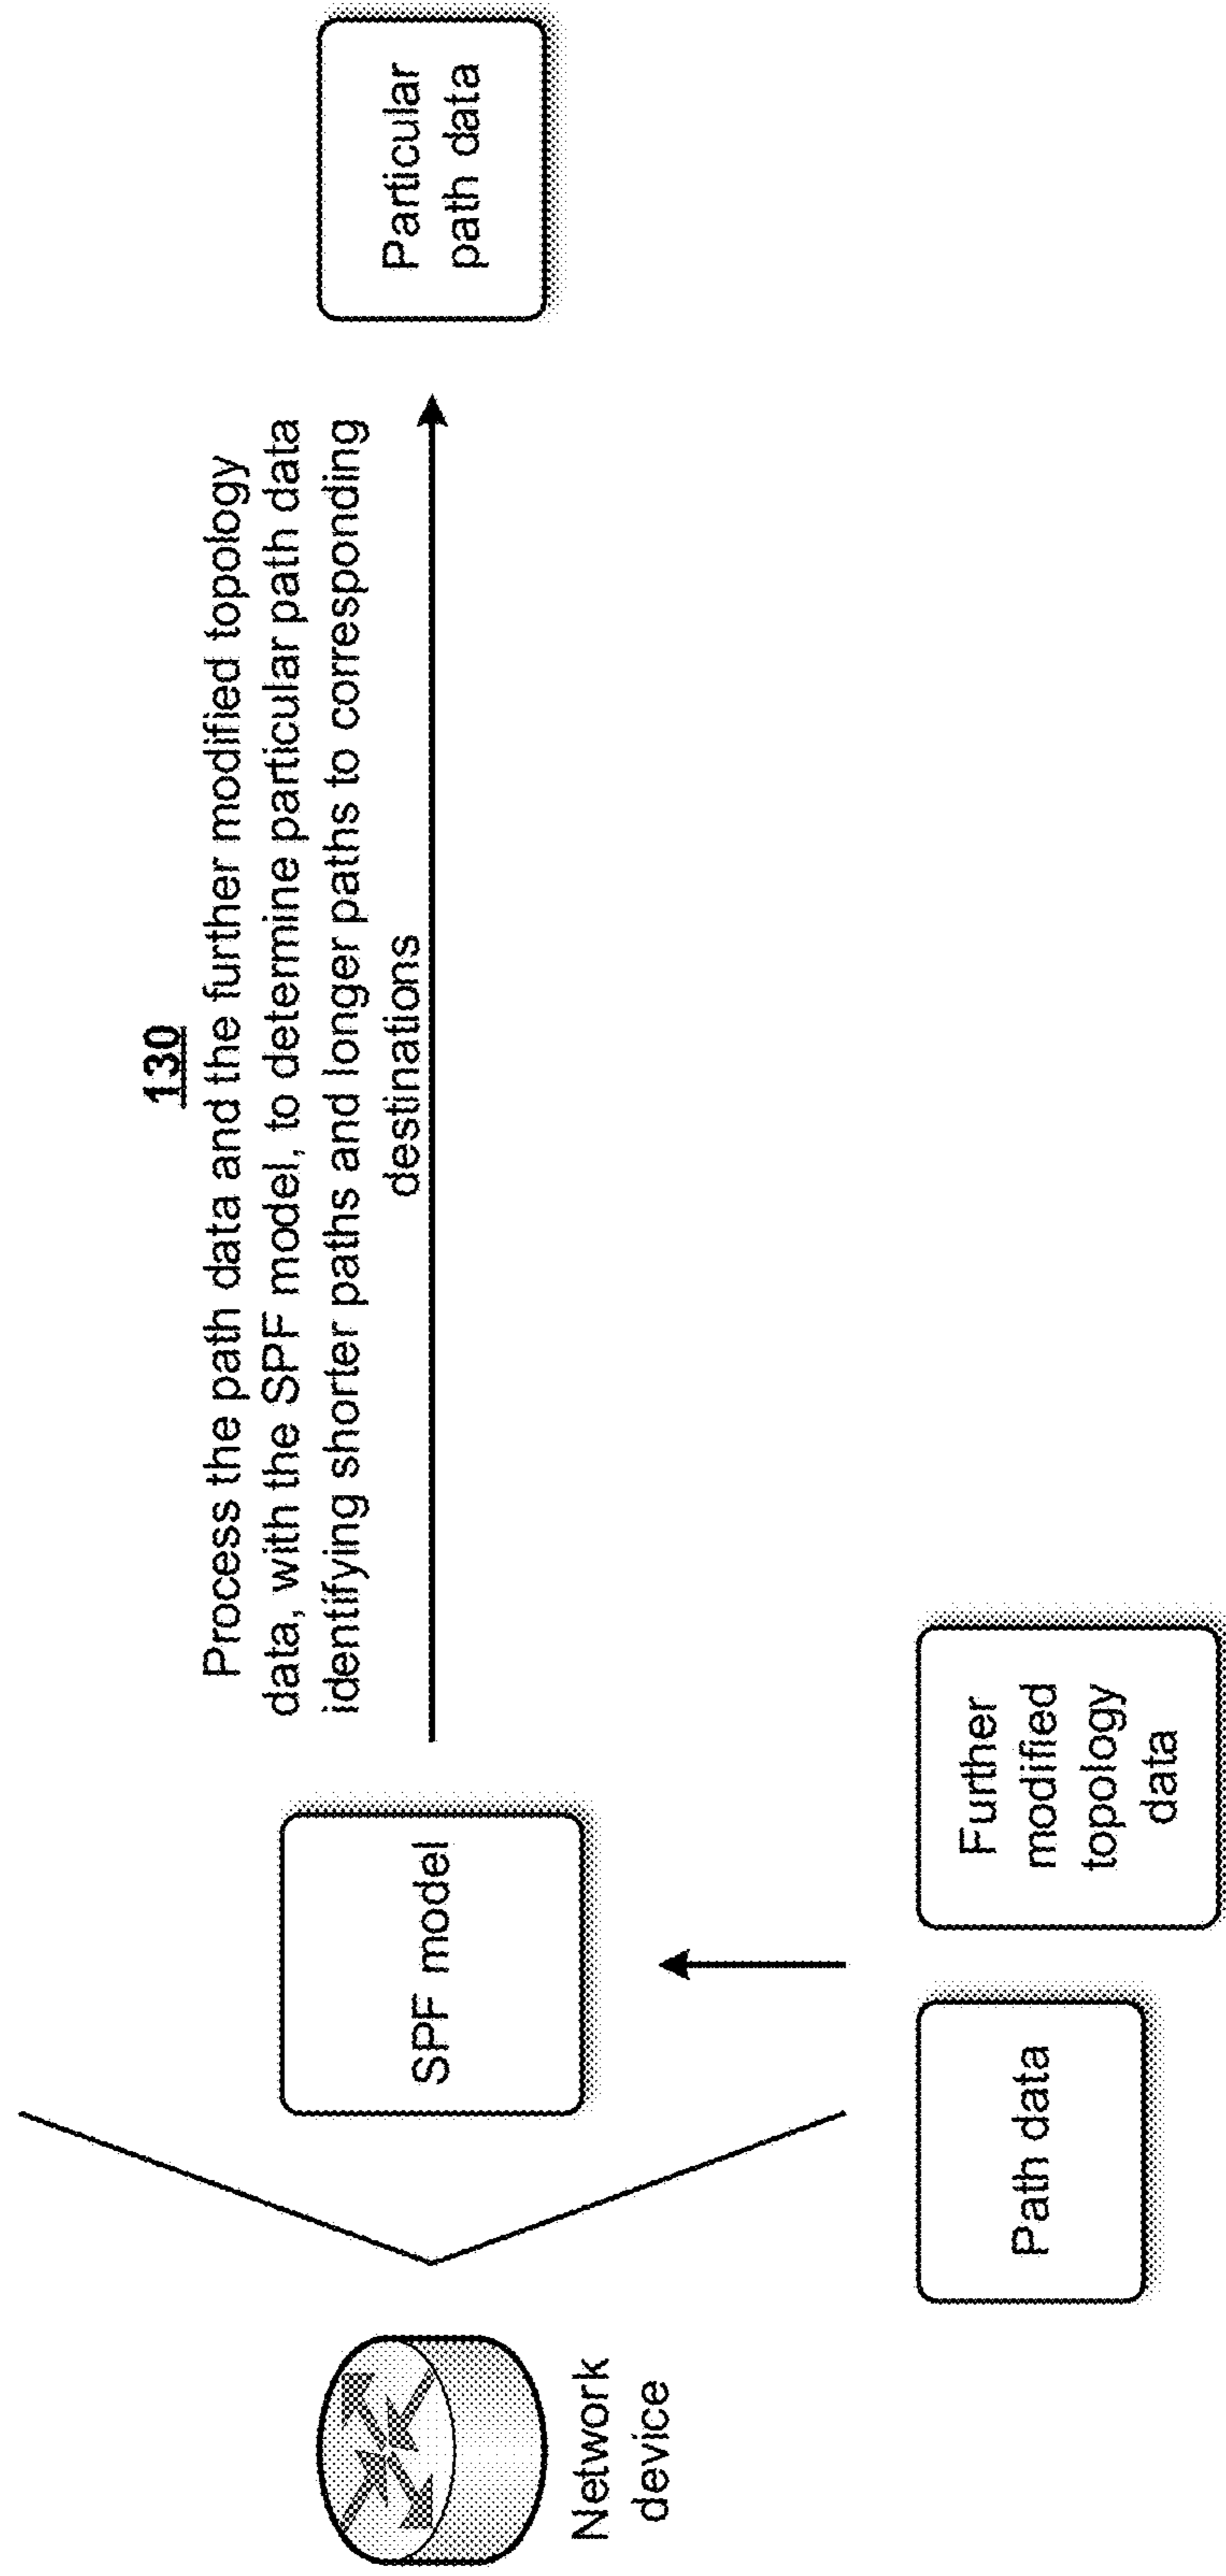 130
Process the path data and the further modified topology
data, with the SPF model, to determine particular path data
identifying shorter paths and longer paths to corresponding
destinations
Network
device
SPF model
Particular
path data
Path data
Further
modified
topology
data